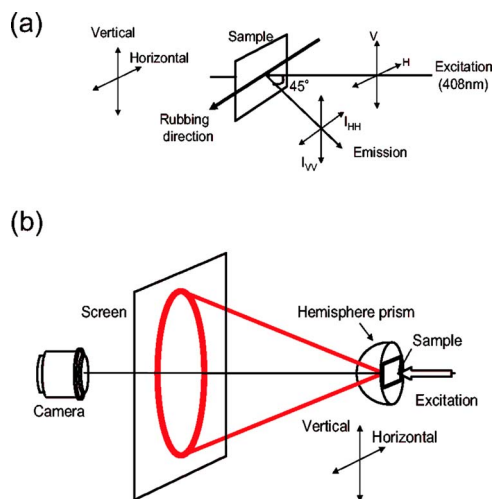 (a)
Vertical
Horizontal
Sample
V
H
Excitation
(408nm)
45°
Rubbing
direction
I_HH
I_VV
Emission
(b)
Screen
Hemisphere prism
Sample
Camera
Excitation
Vertical
Horizontal